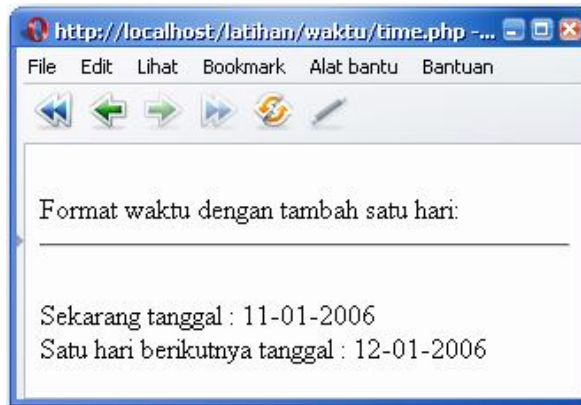 http://localhost/latihan/waktu/time.php -...
File Edit Lihat Bookmark Alat bantu Bantuan
Format waktu dengan tambah satu hari:
Sekarang tanggal : 11-01-2006
Satu hari berikutnya tanggal : 12-01-2006